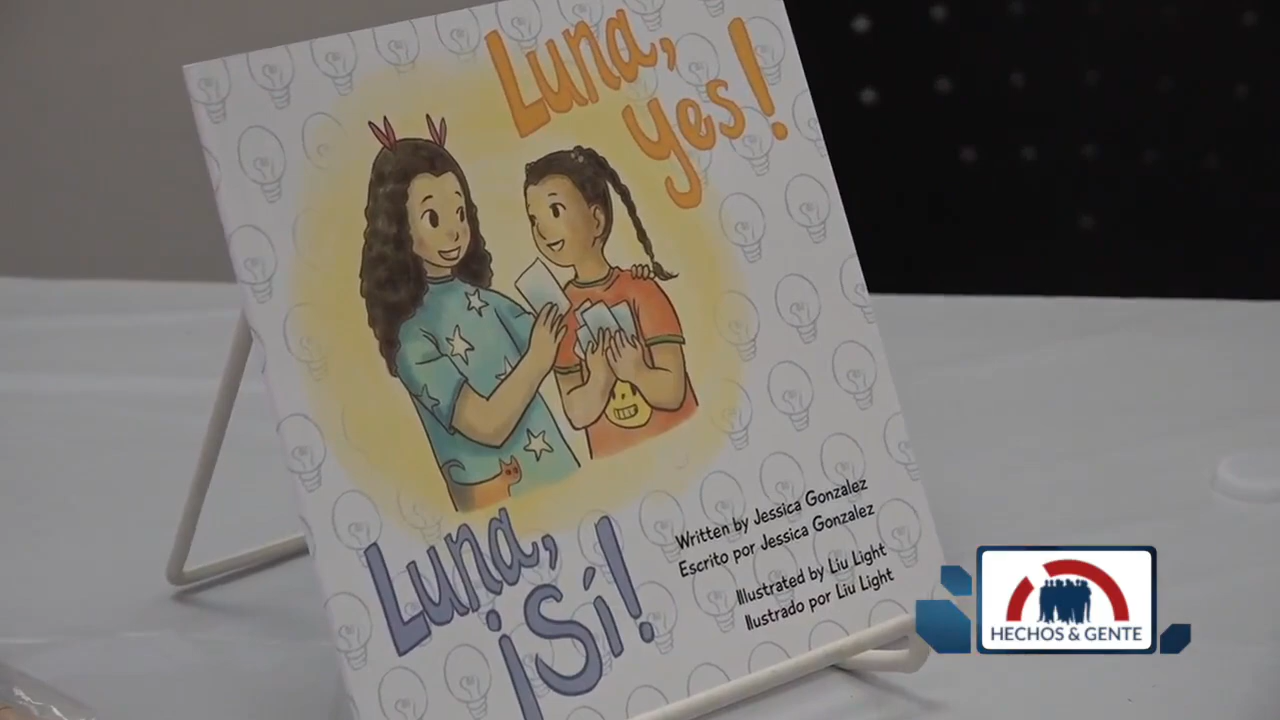 Luna,
yes!
Luna,
¡Sí!
Written by Jessica Gonzalez
Escrito por Jessica Gonzalez
Illustrated by Liu Light
Ilustrado por Liu Light
HECHOS & GENTE